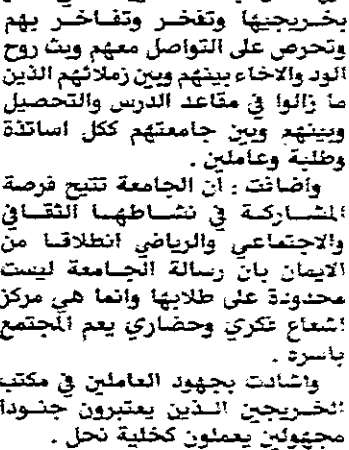 بخريجيها وتفخر وتفاخر بهم
وتحرص على التواصل معهم وبث روح
الود والاخاء بينهم وبين زملائهم الذين
ما زالوا في مقاعد الدرس والتحصيل
وبينهم وبين جامعتهم ككل اساتذة
وطلبة وعاملين .
واضافت : ان الجامعة تتيح فرصة
المشاركة في نشاطها الثقافي
والاجتماعي والرياضي انطلاقا من
الايمان بان رسالة الجامعة ليست
محدودة على طلابها وانما هي مركز
اشعاع فكري وحضاري يعم المجتمع
باسره .
واشادت بجهود العاملين في مكتب
الخريجين الذين يعتبرون جنودا
مجهولين يعملون كخلية نحل .